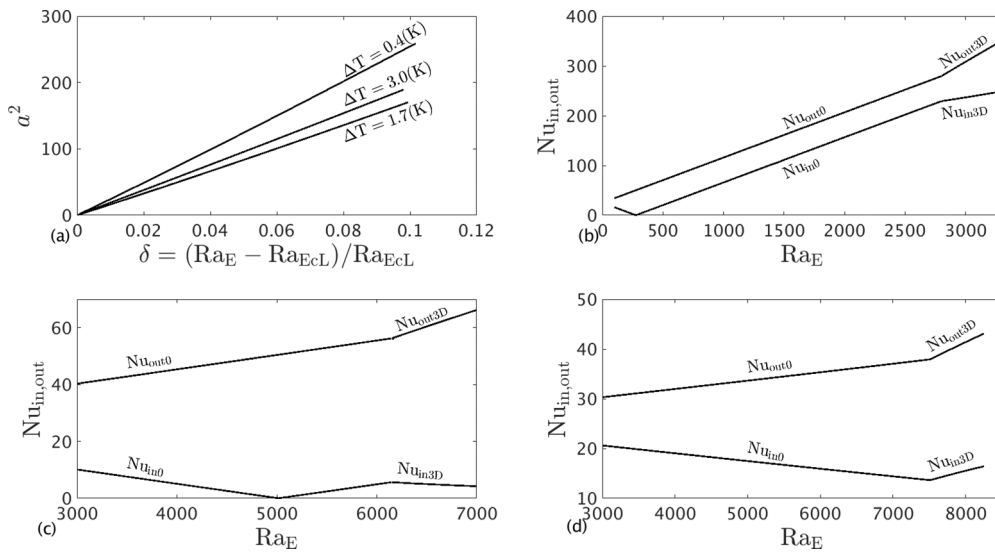 300
200
100
0
a²
ΔT = 0.4(K)
ΔT = 3.0(K)
ΔT = 1.7(K)
0 0.02 0.04 0.06 0.08 0.1 0.12
(a)
δ = (Ra_E − Ra_EcL)/Ra_EcL
400
300
200
100
0
Nu_in,out
Nu_out3D
Nu_out0
Nu_in3D
Nu_in0
0 500 1000 1500 2000 2500 3000
(b)
Ra_E
60
40
20
0
Nu_in,out
Nu_out3D
Nu_out0
Nu_in0
Nu_in3D
3000 4000 5000 6000 7000
(c)
Ra_E
50
40
30
20
10
Nu_in,out
Nu_out3D
Nu_out0
Nu_in0
Nu_in3D
3000 4000 5000 6000 7000 8000
(d)
Ra_E